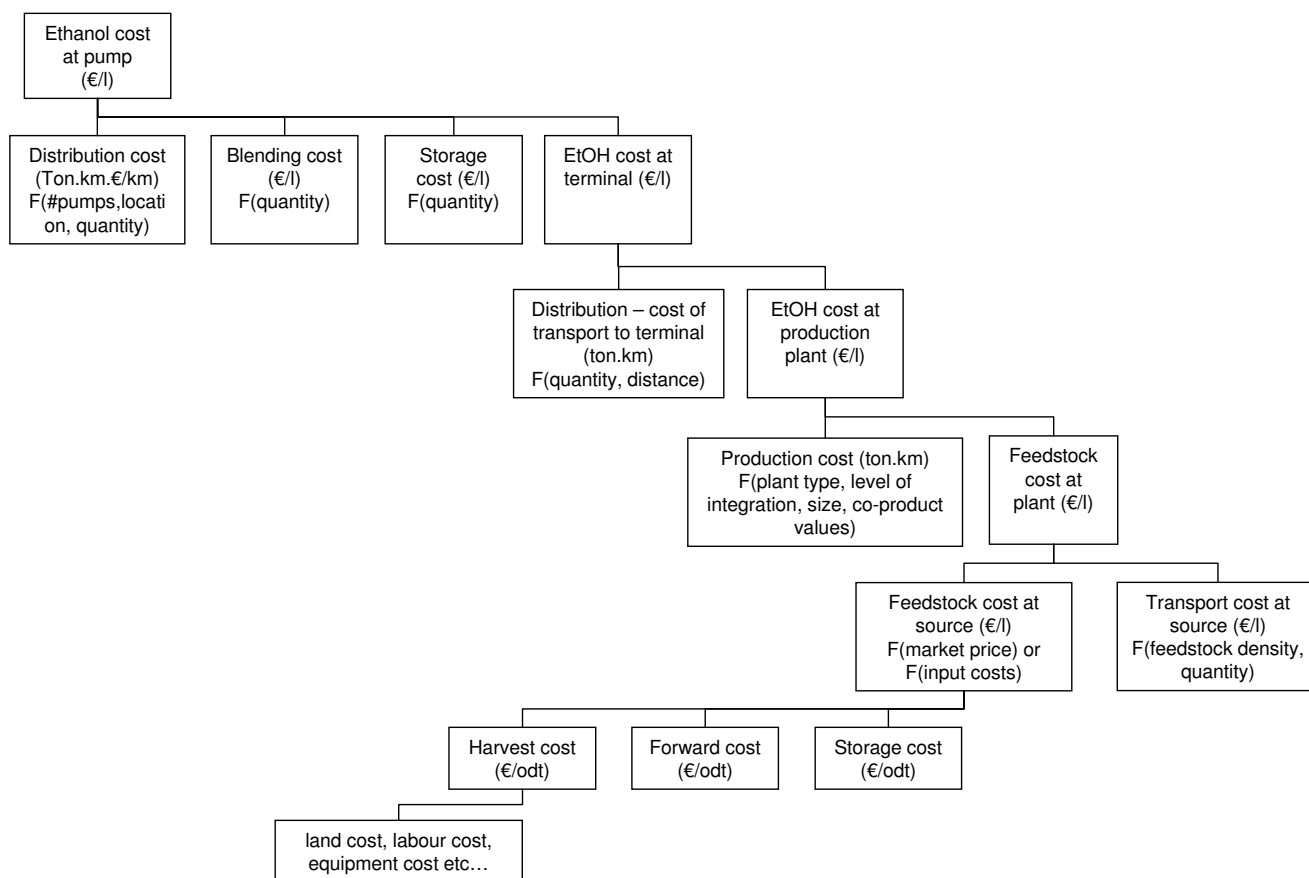 Ethanol cost
at pump
(€/l)
Distribution cost
(Ton.km.€/km)
F(#pumps,locati
on, quantity)
Blending cost
(€/l)
F(quantity)
Storage
cost (€/l)
F(quantity)
EtOH cost at
terminal (€/l)
Distribution – cost of
transport to terminal
(ton.km)
F(quantity, distance)
EtOH cost at
production
plant (€/l)
Production cost (ton.km)
F(plant type, level of
integration, size, co-product
values)
Feedstock
cost at
plant (€/l)
Feedstock cost at
source (€/l)
F(market price) or
F(input costs)
Transport cost at
source (€/l)
F(feedstock density,
quantity)
Harvest cost
(€/odt)
Forward cost
(€/odt)
Storage cost
(€/odt)
land cost, labour cost,
equipment cost etc…